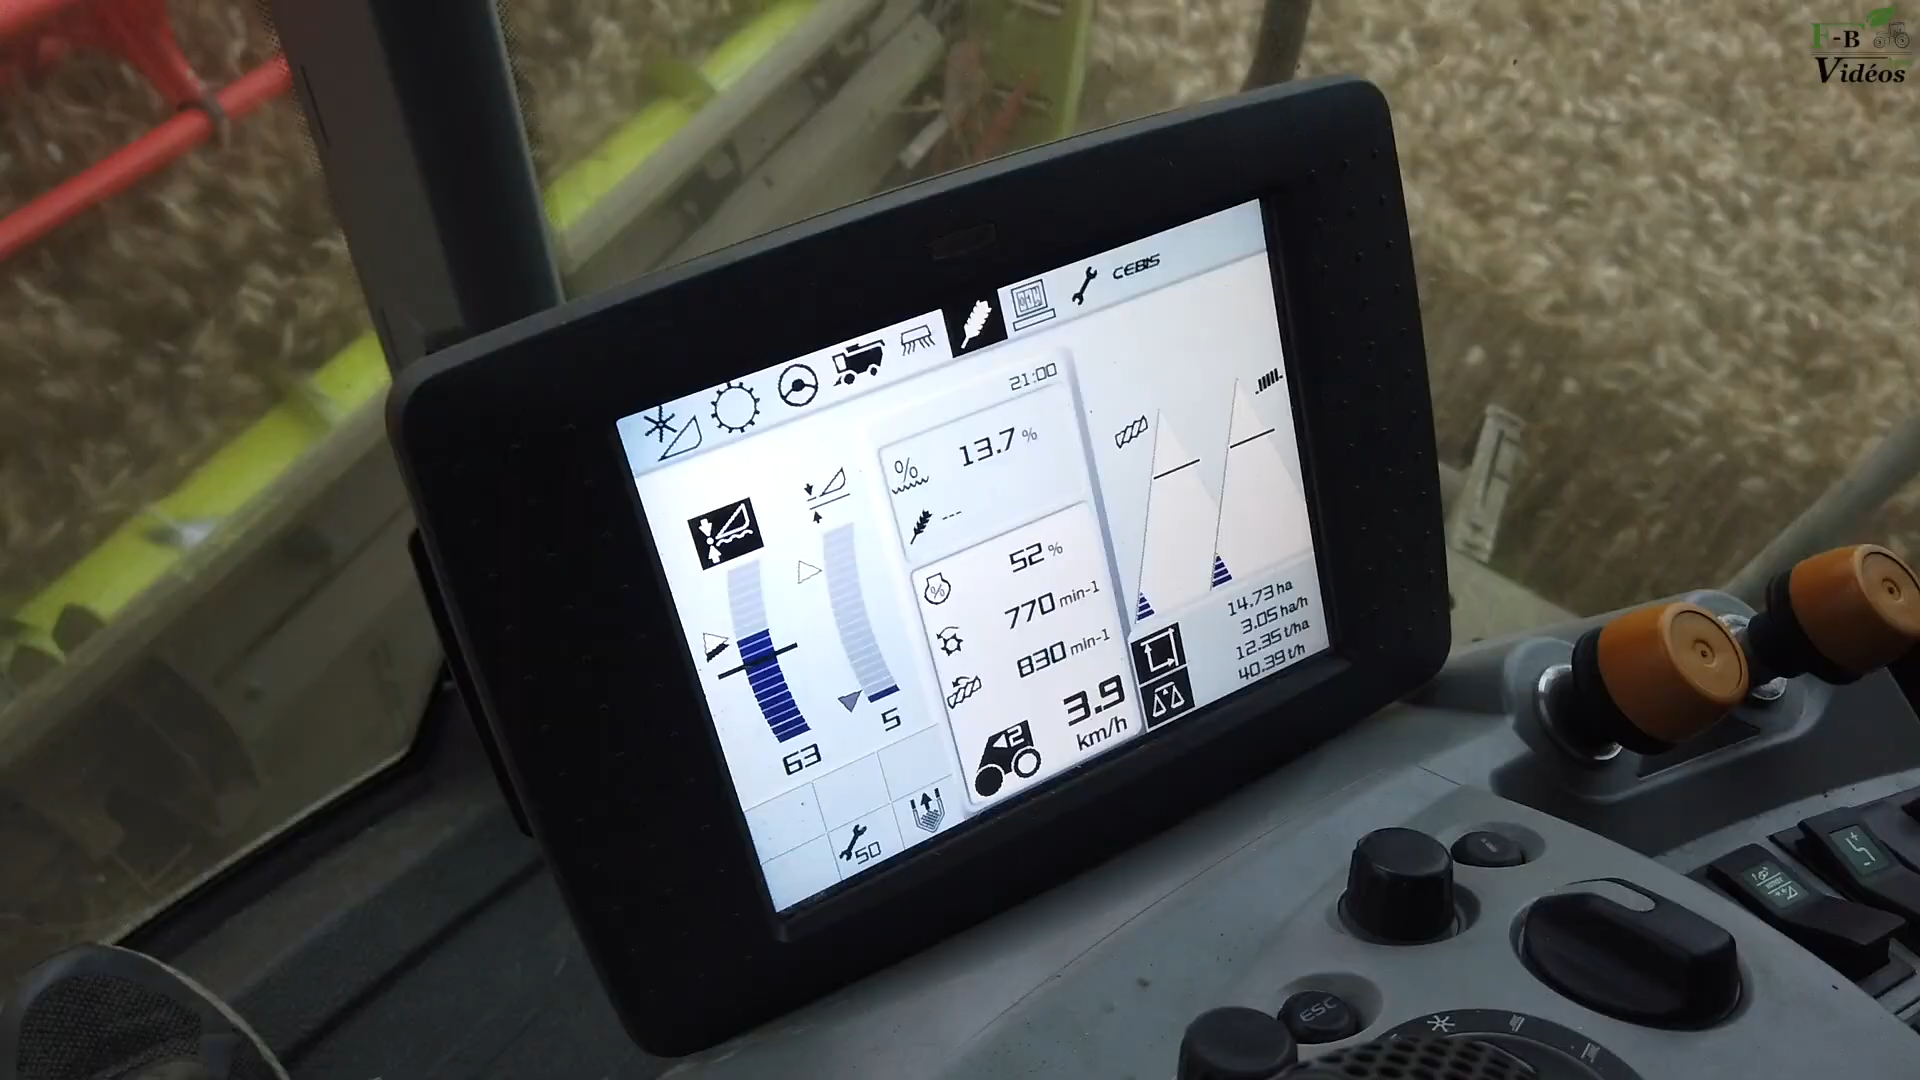 F-B
Vidéos
CEBIS
21:00
% 13.7 %
---
52 %
%
770 min-1
830 min-1
3.9
km/h
2
63
5
50
14.73 ha
3.05 ha/h
12.35 t/ha
40.39 t/h
ESC